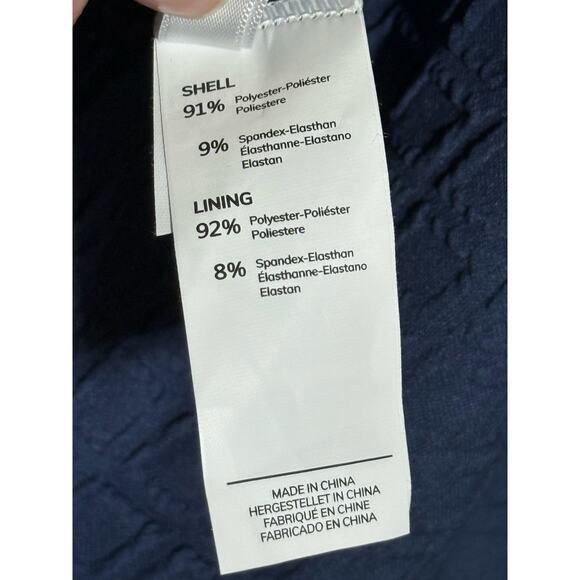 SHELL
91% Polyester-Poliéster
Poliestere
9% Spandex-Elasthan
Élasthanne-Elastano
Elastan
LINING
92% Polyester-Poliéster
Poliestere
8% Spandex-Elasthan
Élasthanne-Elastano
Elastan
MADE IN CHINA
HERGESTELLET IN CHINA
FABRIQUÉ EN CHINE
FABRICADO EN CHINA